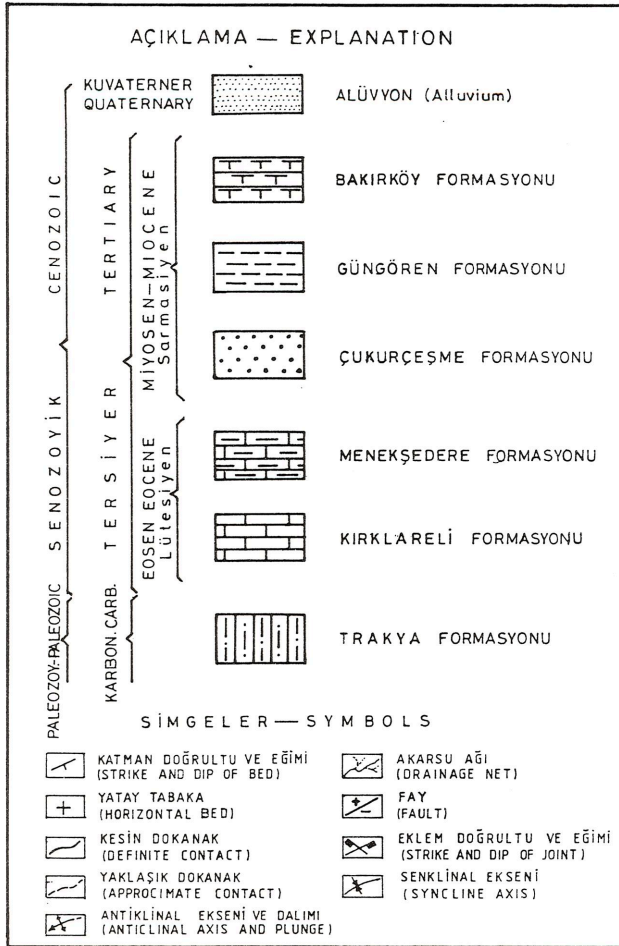 AÇIKLAMA — EXPLANATION
KUVATERNER
QUATERNARY
ALÜVYON (Alluvium)
SENOZOYİK CENOZOIC
TERSİYER TERTIARY
MİYOSEN–MIOCENE
Sarmasiyen
BAKIRKÖY FORMASYONU
GÜNGÖREN FORMASYONU
ÇUKURÇEŞME FORMASYONU
EOSEN EOCENE
Lütesiyen
MENEKŞEDERE FORMASYONU
KIRKLARELİ FORMASYONU
PALEOZOY-PALEOZOIC
KARBON. CARB.
TRAKYA FORMASYONU
SİMGELER — SYMBOLS
KATMAN DOĞRULTU VE EĞİMİ
(STRIKE AND DIP OF BED)
YATAY TABAKA
(HORIZONTAL BED)
KESİN DOKANAK
(DEFINITE CONTACT)
YAKLAŞIK DOKANAK
(APPROCIMATE CONTACT)
ANTİKLİNAL EKSENİ VE DALIMI
(ANTICLINAL AXIS AND PLUNGE)
AKARSU AĞI
(DRAINAGE NET)
FAY
(FAULT)
EKLEM DOĞRULTU VE EĞİMİ
(STRIKE AND DIP OF JOINT)
SENKLİNAL EKSENİ
(SYNCLINE AXIS)